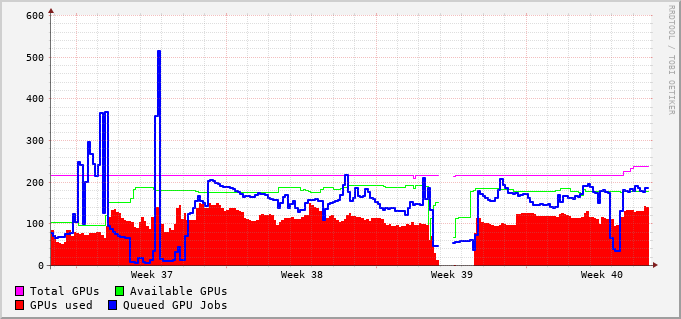 600
500
400
300
200
100
0
Week 37 Week 38 Week 39 Week 40
Total GPUs Available GPUs
GPUs used Queued GPU Jobs
RRDTOOL / TOBI OETIKER